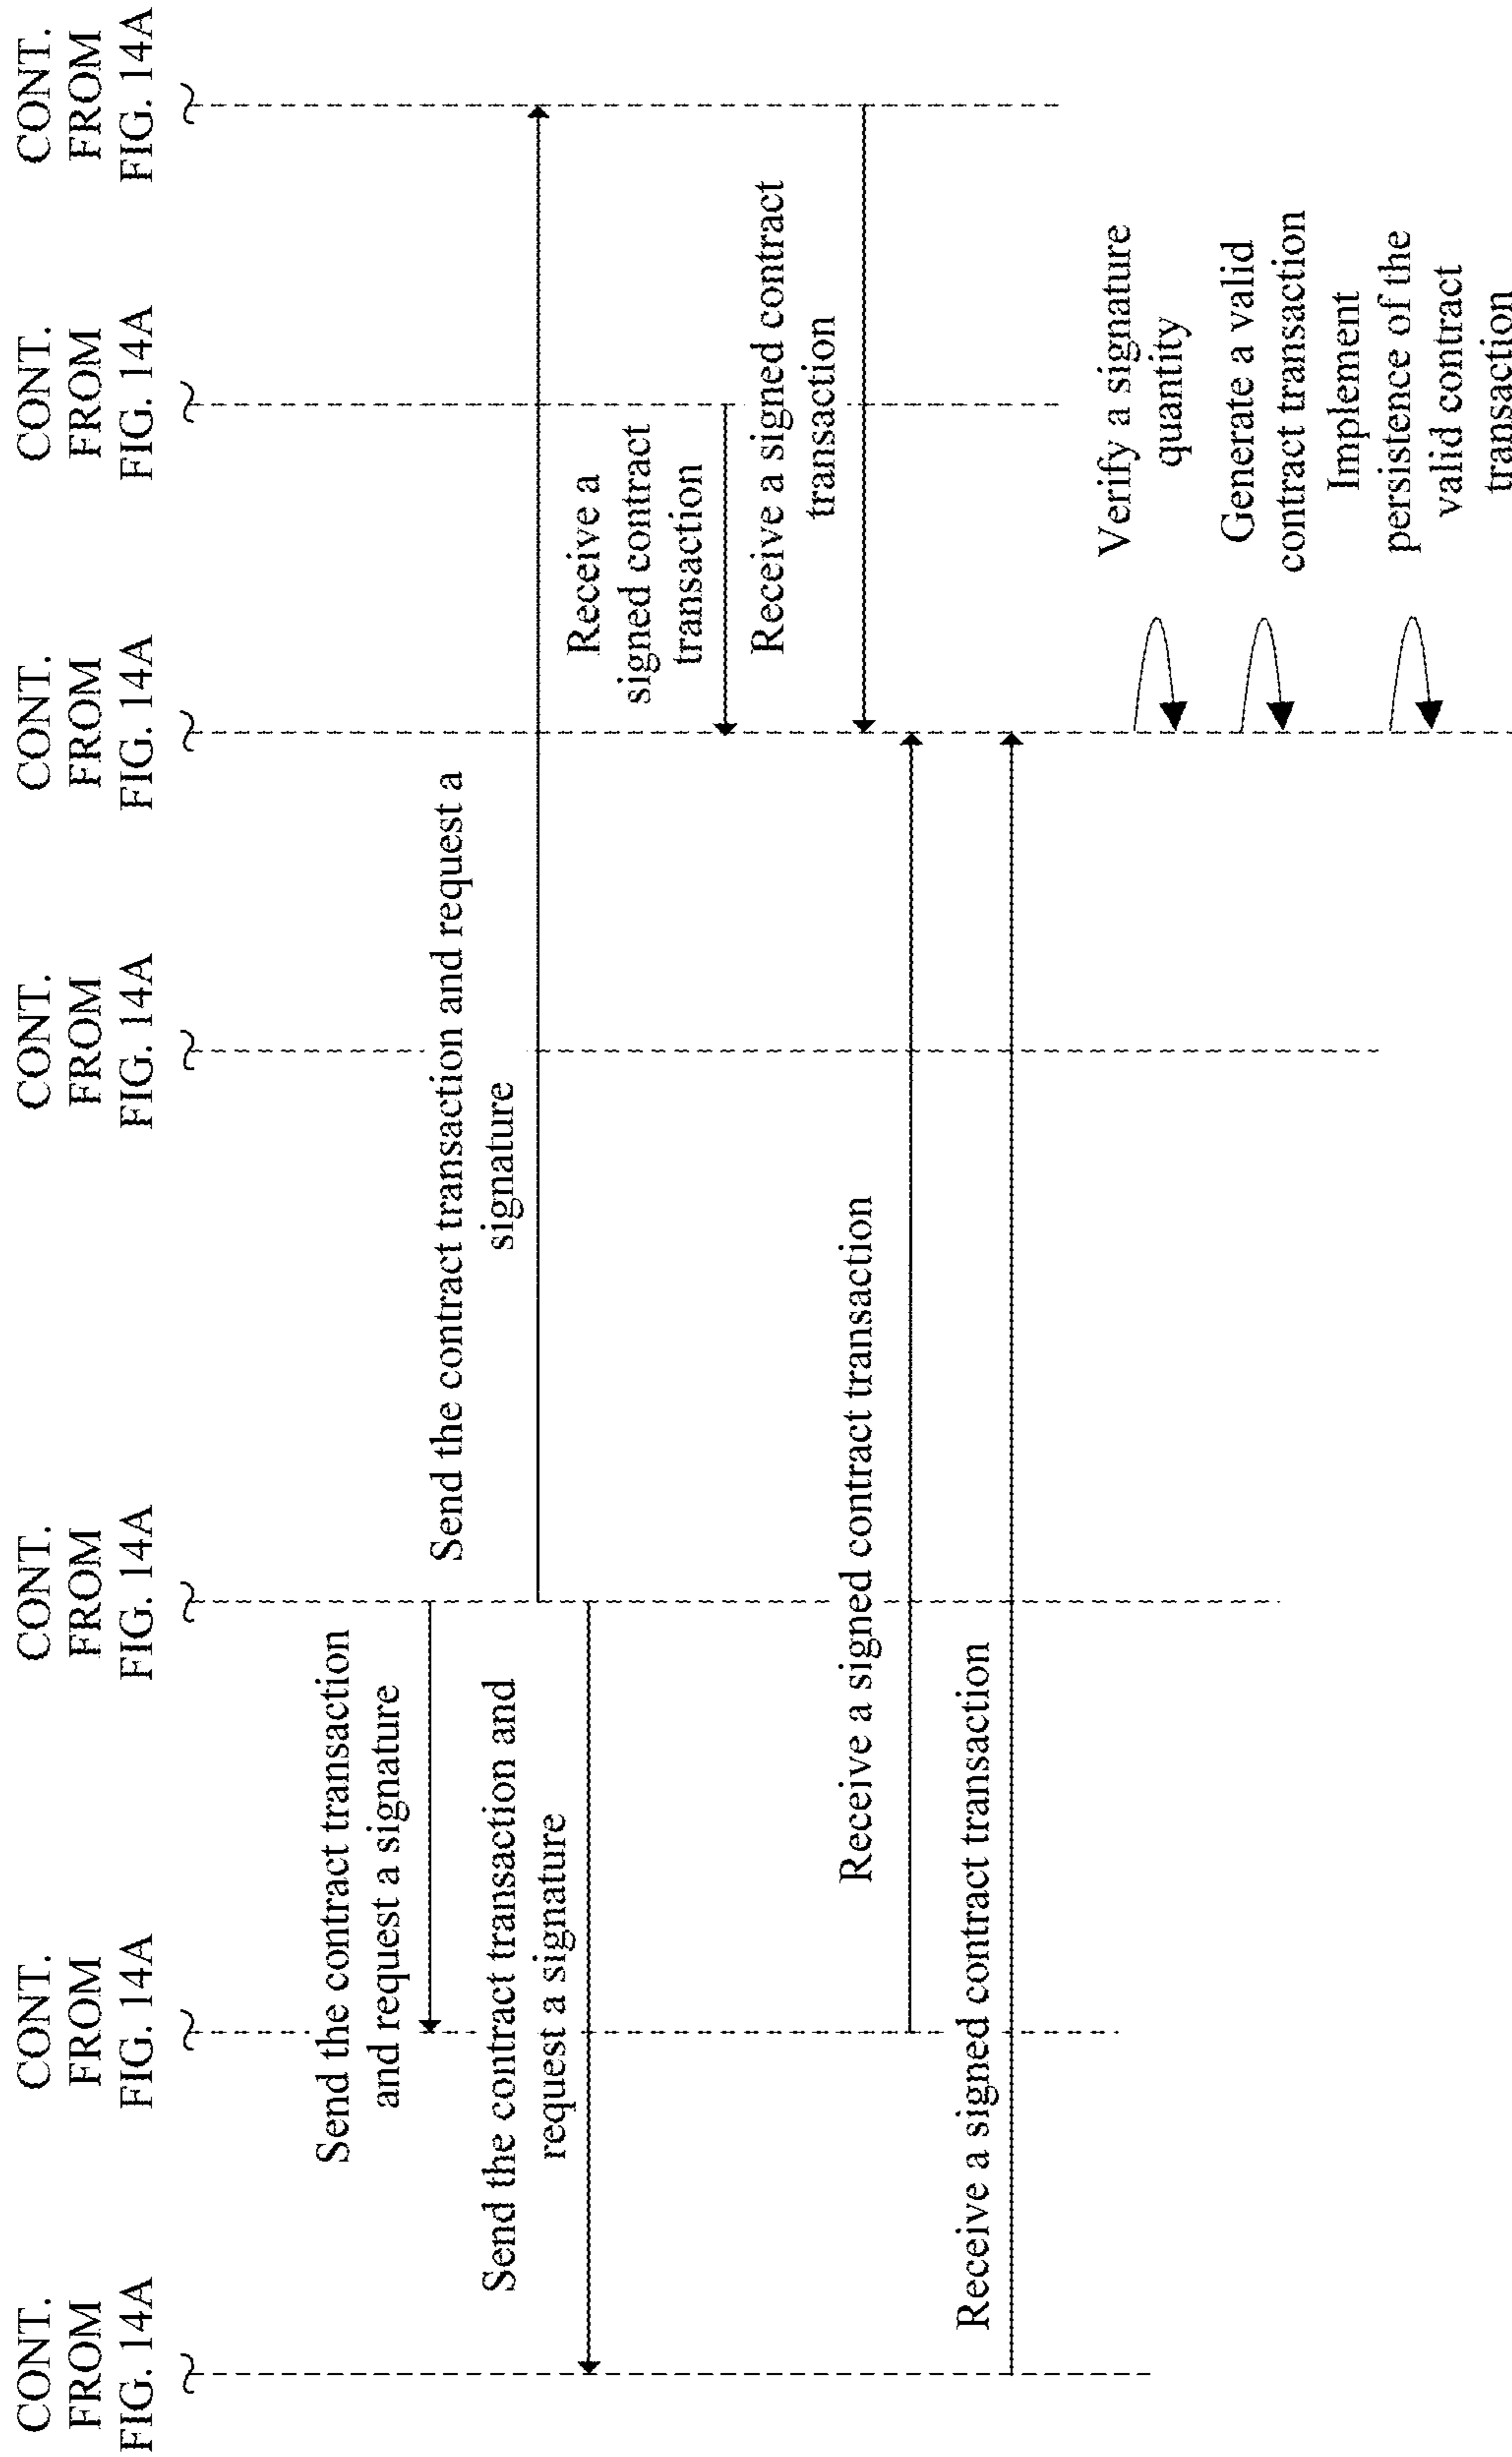 CONT.
FROM
FIG. 14A
CONT.
FROM
FIG. 14A
CONT.
FROM
FIG. 14A
CONT.
FROM
FIG. 14A
CONT.
FROM
FIG. 14A
CONT.
FROM
FIG. 14A
CONT.
FROM
FIG. 14A
Send the contract transaction
and request a signature
Send the contract transaction and request a
signature
Send the contract transaction and
request a signature
Receive a
signed contract
transaction
Receive a signed contract
transaction
Receive a signed contract transaction
Receive a signed contract transaction
Verify a signature
quantity
Generate a valid
contract transaction
Implement
persistence of the
valid contract
transaction